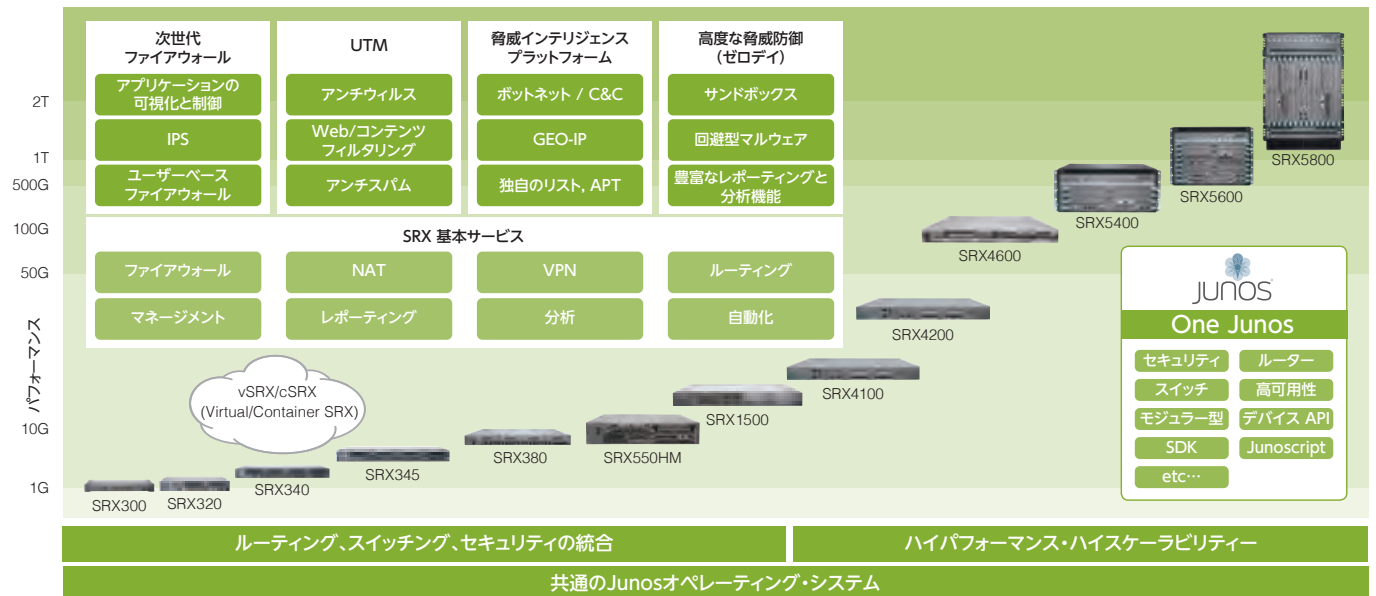 次世代
ファイアウォール
アプリケーションの
可視化と制御
IPS
ユーザーベース
ファイアウォール
UTM
アンチウィルス
Web/コンテンツ
フィルタリング
アンチスパム
脅威インテリジェンス
プラットフォーム
ボットネット / C&C
GEO-IP
独自のリスト, APT
高度な脅威防御
(ゼロデイ)
サンドボックス
回避型マルウェア
豊富なレポーティングと
分析機能
SRX 基本サービス
ファイアウォール
NAT
VPN
ルーティング
マネージメント
レポーティング
分析
自動化
2T
1T
500G
100G
50G
パフォーマンス
10G
1G
vSRX/cSRX
(Virtual/Container SRX)
SRX300
SRX320
SRX340
SRX345
SRX380
SRX550HM
SRX1500
SRX4100
SRX4200
SRX4600
SRX5400
SRX5600
SRX5800
JUNOS
One Junos
セキュリティ
ルーター
スイッチ
高可用性
モジュラー型
デバイス API
SDK
Junoscript
etc…
ルーティング、スイッチング、セキュリティの統合
ハイパフォーマンス・ハイスケーラビリティー
共通のJunosオペレーティング・システム